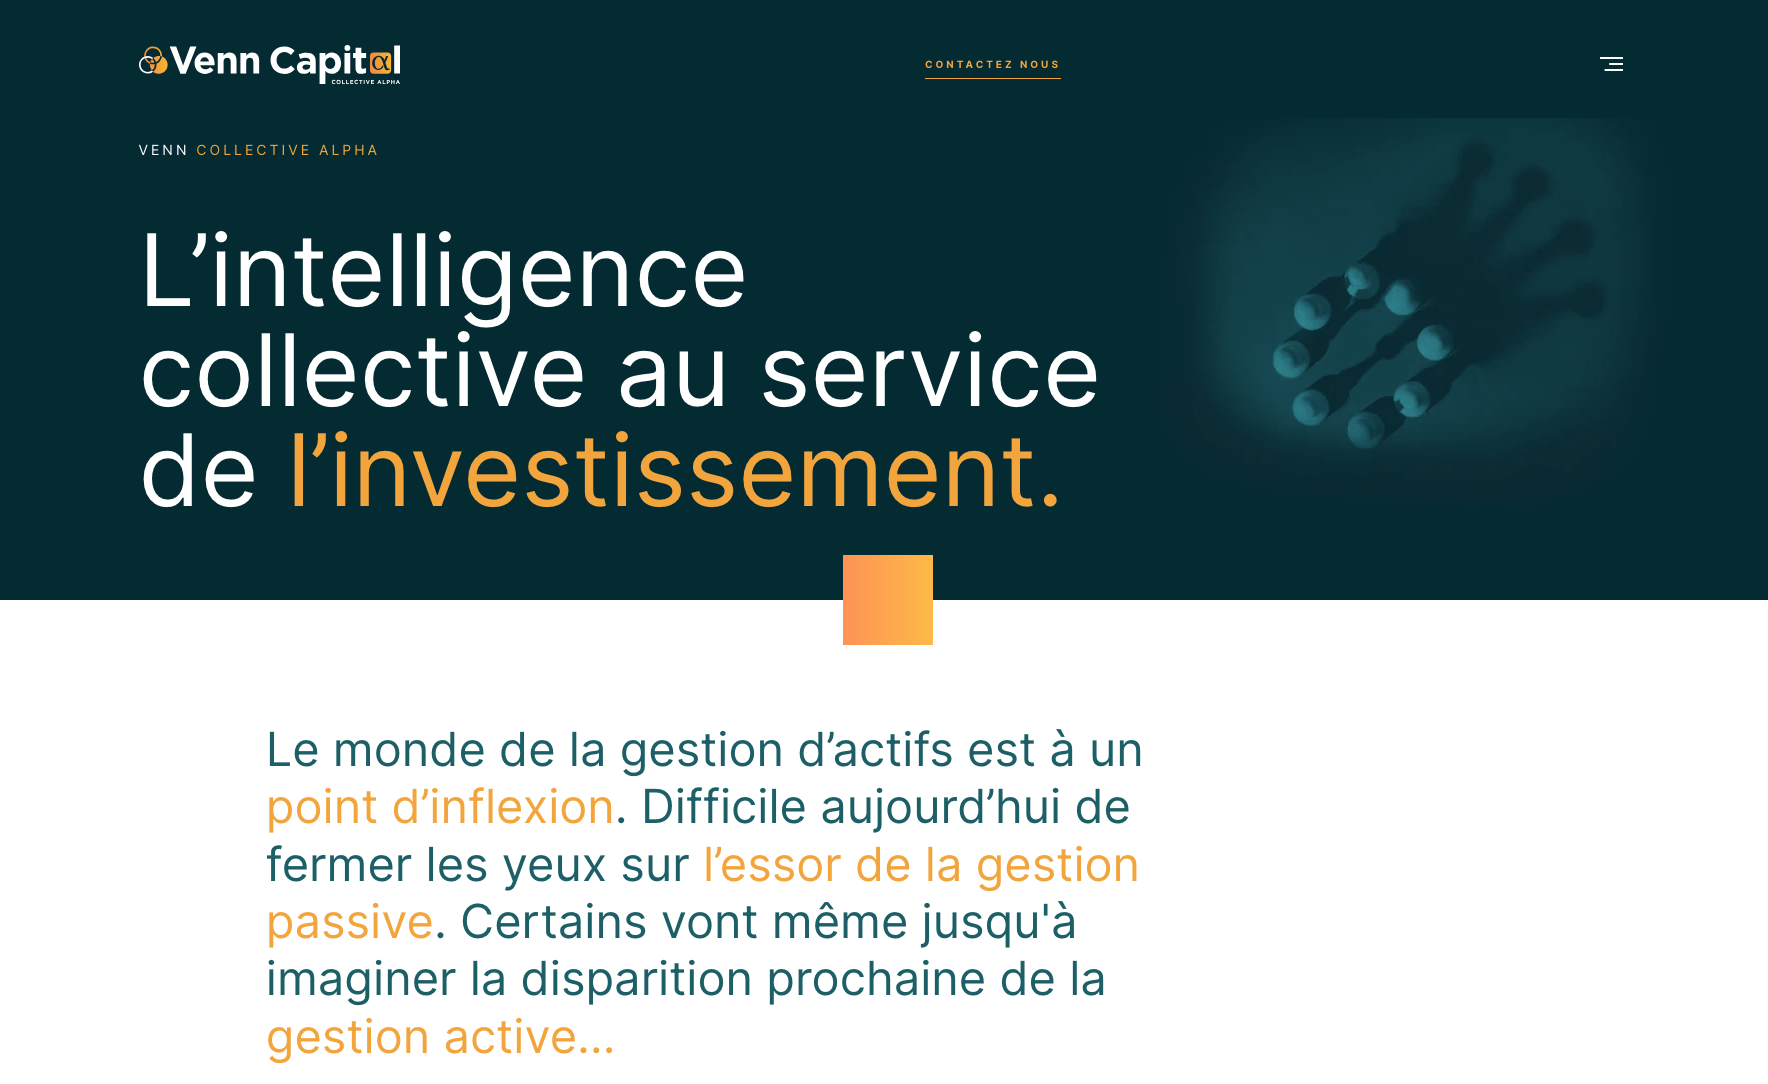 Venn Capitαl
COLLECTIVE ALPHA
CONTACTEZ NOUS
VENN COLLECTIVE ALPHA
L’intelligence
collective au service
de l’investissement.
Le monde de la gestion d’actifs est à un
point d’inflexion. Difficile aujourd’hui de
fermer les yeux sur l’essor de la gestion
passive. Certains vont même jusqu'à
imaginer la disparition prochaine de la
gestion active...